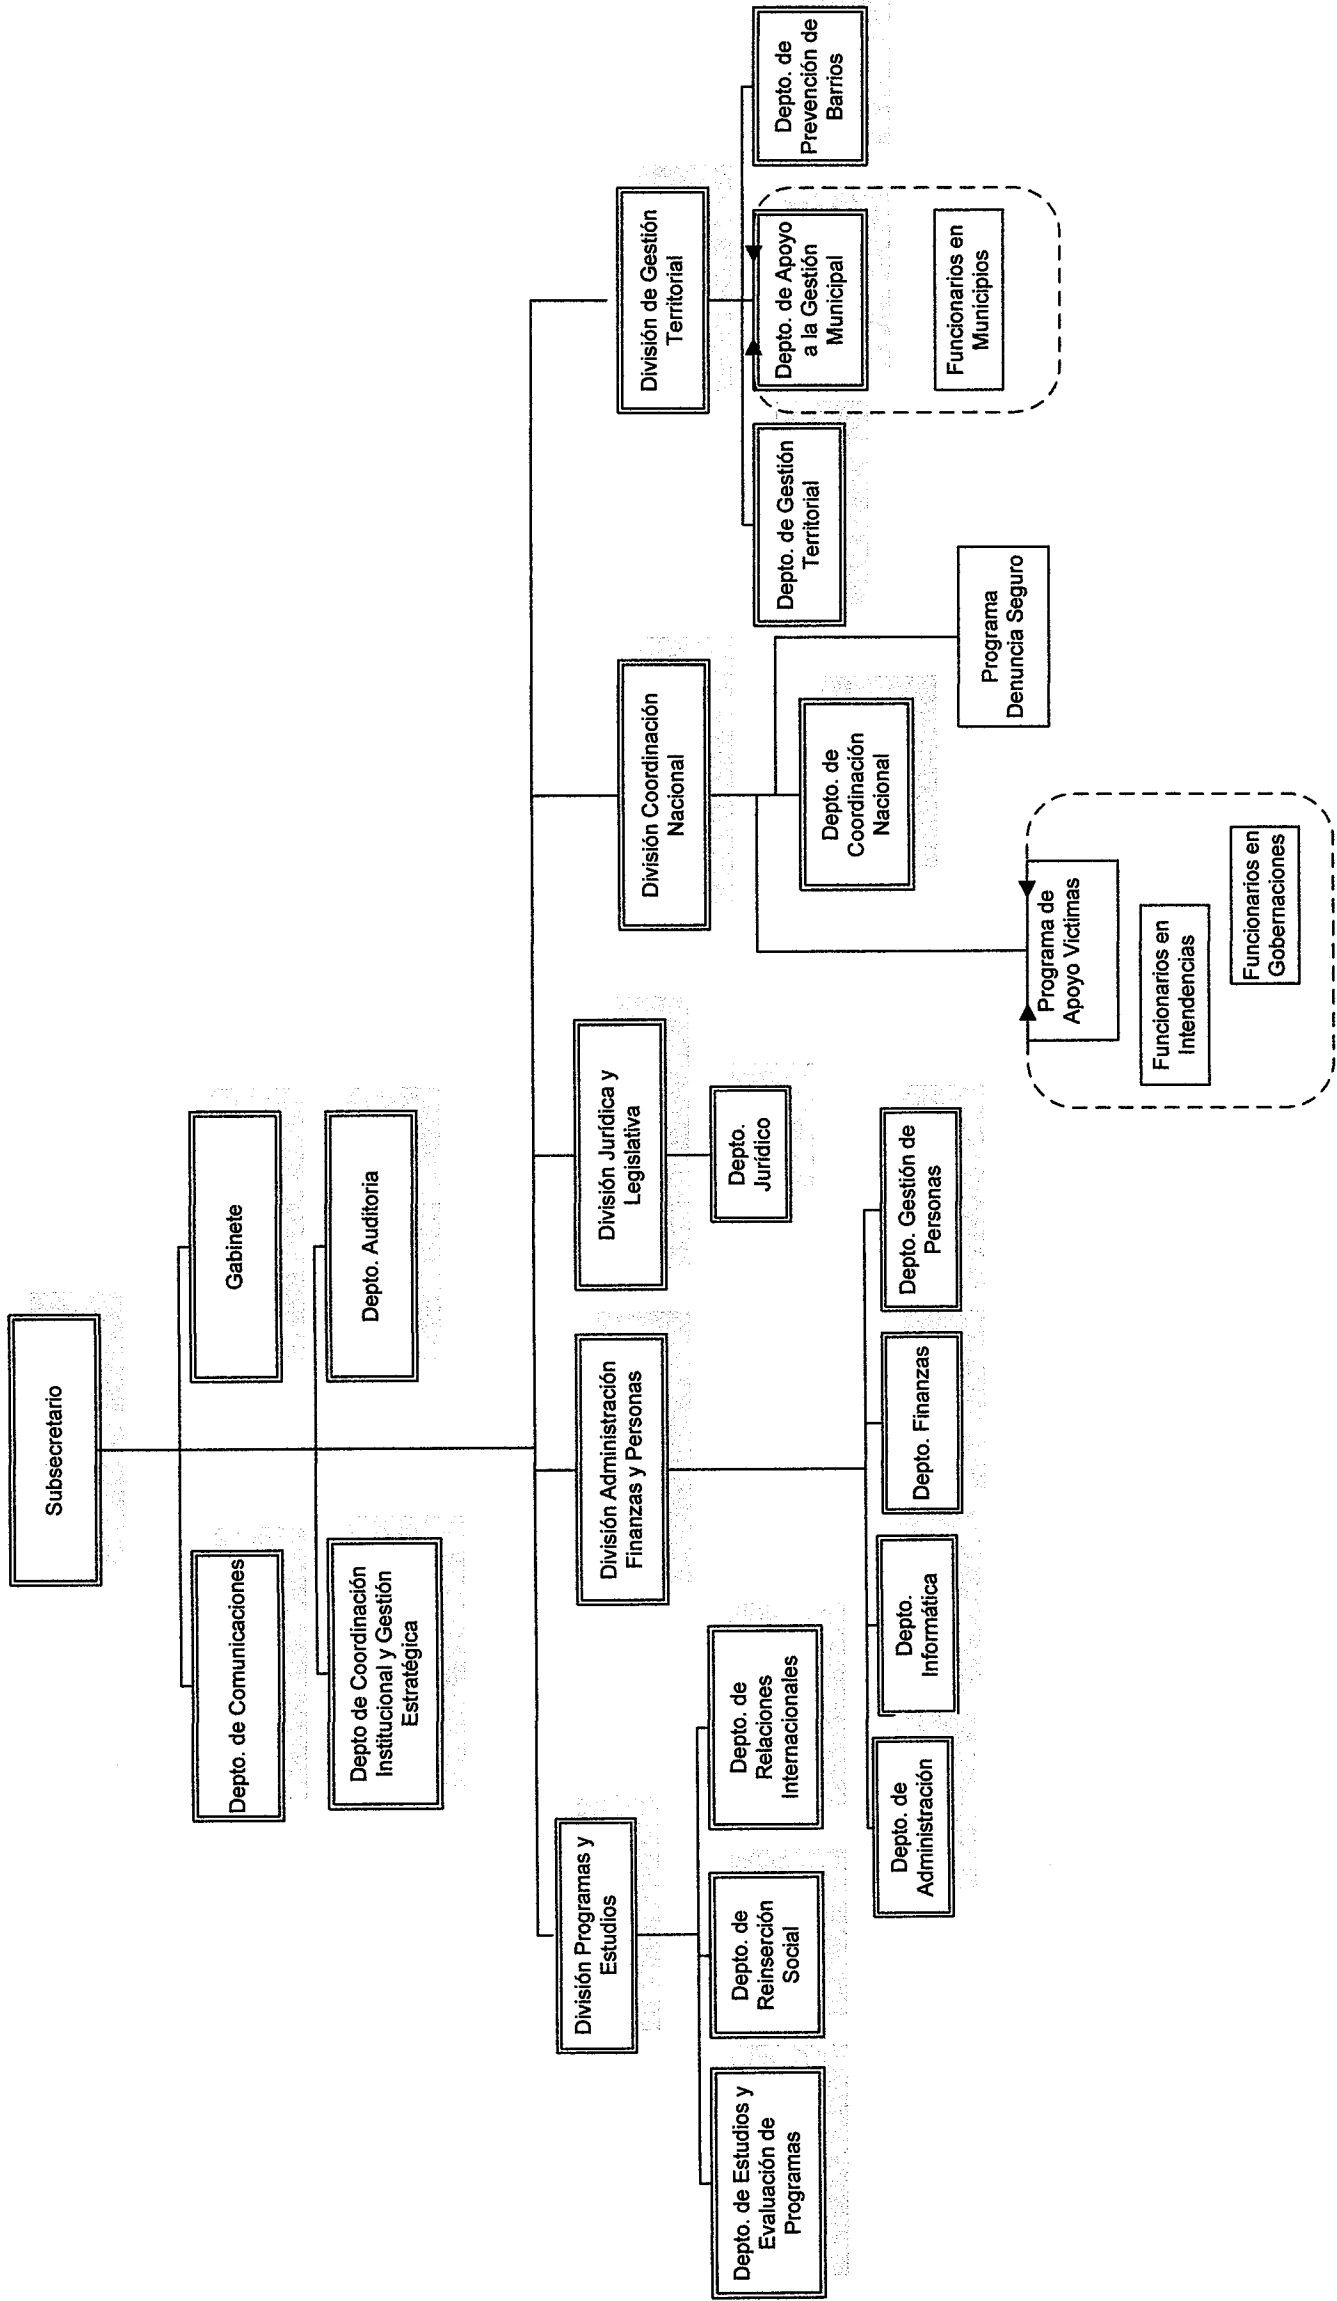 Subsecretario
Depto. de Comunicaciones
Gabinete
Depto de Coordinación
Institucional y Gestión
Estratégica
Depto. Auditoria
División Programas y
Estudios
División Administración
Finanzas y Personas
División Jurídica y
Legislativa
División Coordinación
Nacional
División de Gestión
Territorial
Depto. de Estudios y
Evaluación de
Programas
Depto. de
Reinserción
Social
Depto. de
Relaciones
Internacionales
Depto. de
Administración
Depto.
Informática
Depto. Finanzas
Depto. Gestión de
Personas
Depto.
Jurídico
Depto. de
Coordinación
Nacional
Programa de
Apoyo Victimas
Funcionarios en
Intendencias
Funcionarios en
Gobernaciones
Programa
Denuncia Seguro
Depto. de Gestión
Territorial
Depto. de Apoyo
a la Gestión
Municipal
Funcionarios en
Municipios
Depto. de
Prevención de
Barrios